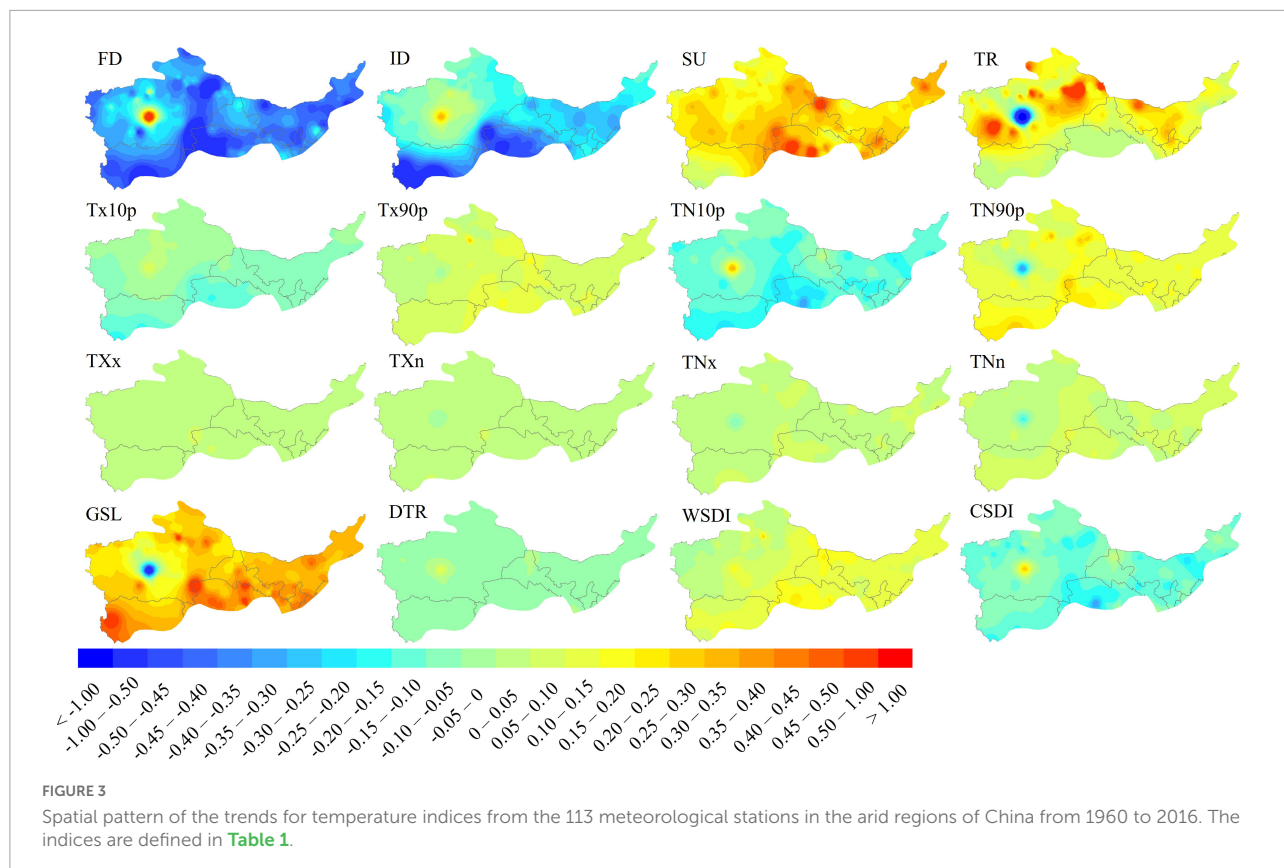 FD ID SU TR
Tx10p Tx90p TN10p TN90p
TXx TXn TNx TNn
GSL DTR WSDI CSDI
< -1.00
-1.00 – -0.50
-0.50 – -0.45
-0.45 – -0.40
-0.40 – -0.35
-0.35 – -0.30
-0.30 – -0.25
-0.25 – -0.20
-0.20 – -0.15
-0.15 – -0.10
-0.10 – -0.05
-0.05 – 0
0 – 0.05
0.05 – 0.10
0.10 – 0.15
0.15 – 0.20
0.20 – 0.25
0.25 – 0.30
0.30 – 0.35
0.35 – 0.40
0.40 – 0.45
0.45 – 0.50
0.50 – 1.00
> 1.00
FIGURE 3
Spatial pattern of the trends for temperature indices from the 113 meteorological stations in the arid regions of China from 1960 to 2016. The
indices are defined in Table 1.